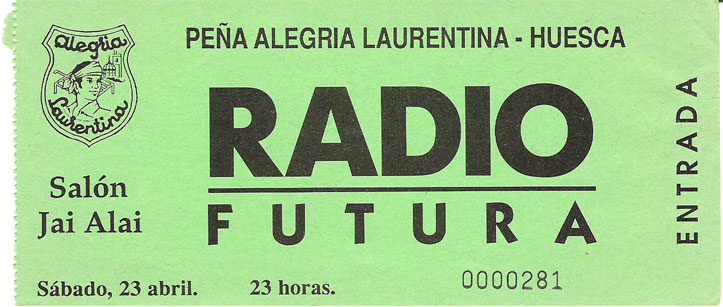 Alegria
Laurentina
PEÑA ALEGRIA LAURENTINA - HUESCA
RADIO
FUTURA
Salón
Jai Alai
Sábado, 23 abril. 23 horas.
0000281
ENTRADA